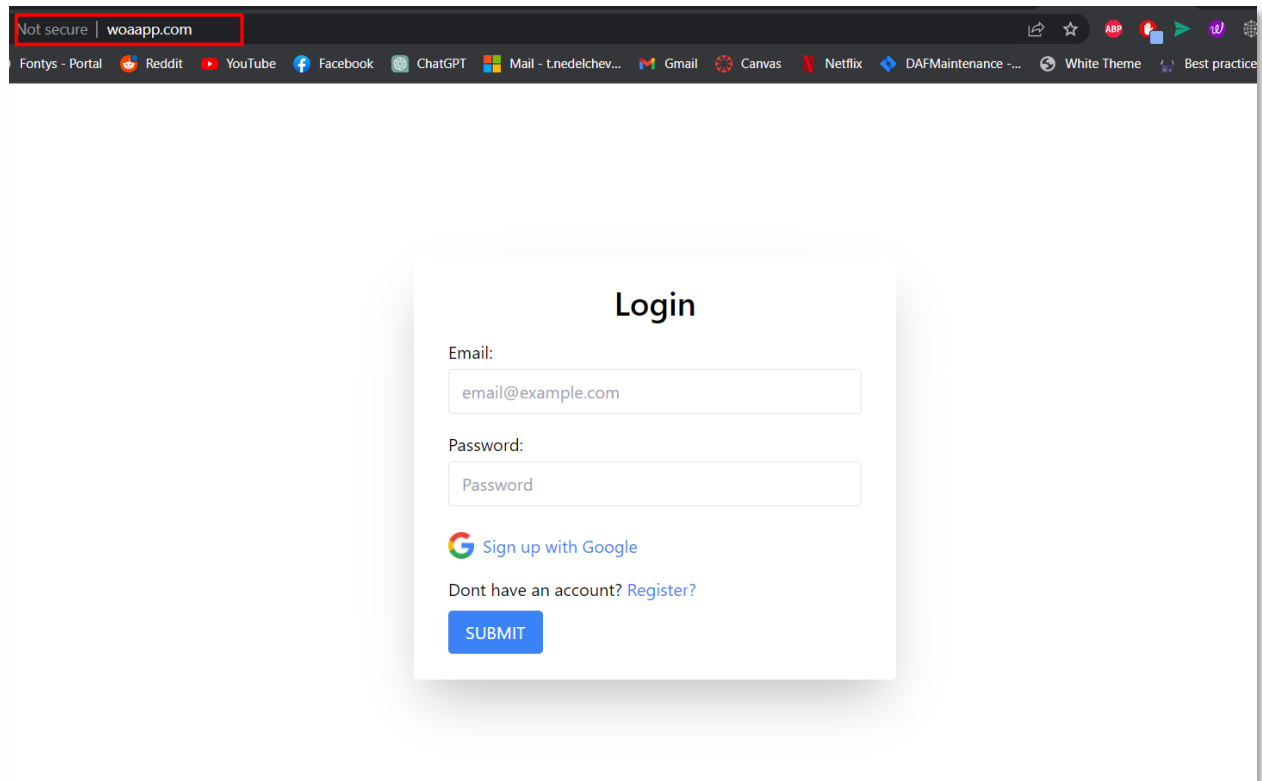 Not secure | woaapp.com
ABP
Fontys - Portal Reddit YouTube Facebook ChatGPT Mail - t.nedelchev... Gmail Canvas Netflix DAFMaintenance -... White Theme Best practice
Login
Email:
email@example.com
Password:
Password
Sign up with Google
Dont have an account? Register?
SUBMIT